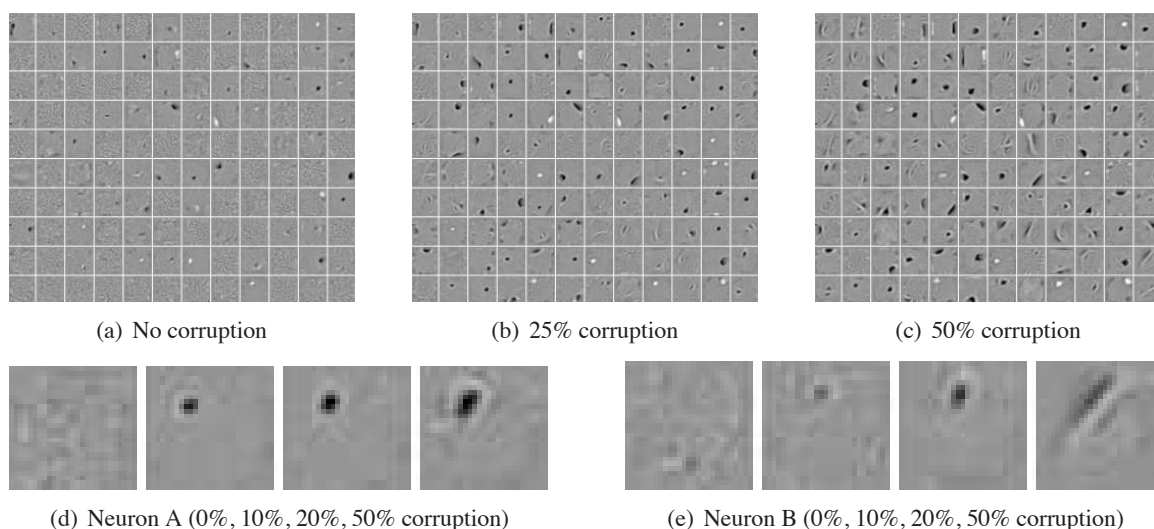 (a) No corruption
(b) 25% corruption
(c) 50% corruption
(d) Neuron A (0%, 10%, 20%, 50% corruption)
(e) Neuron B (0%, 10%, 20%, 50% corruption)